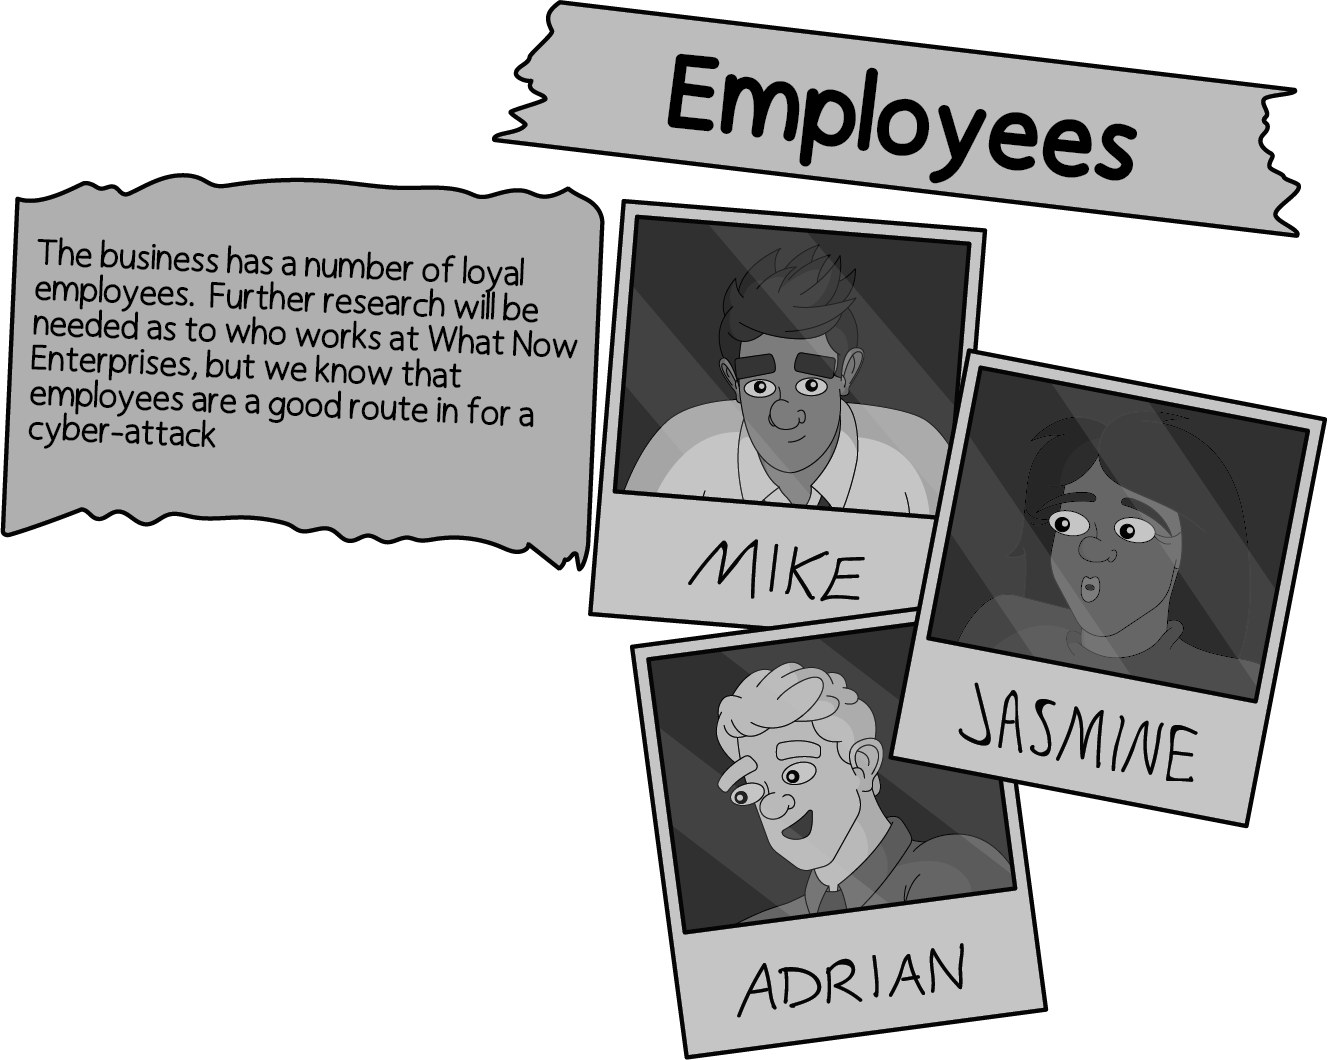 Employees
The business has a number of loyal
employees.  Further research will be
needed as to who works at What Now
Enterprises, but we know that
employees are a good route in for a
cyber-attack
MIKE
JASMINE
ADRIAN